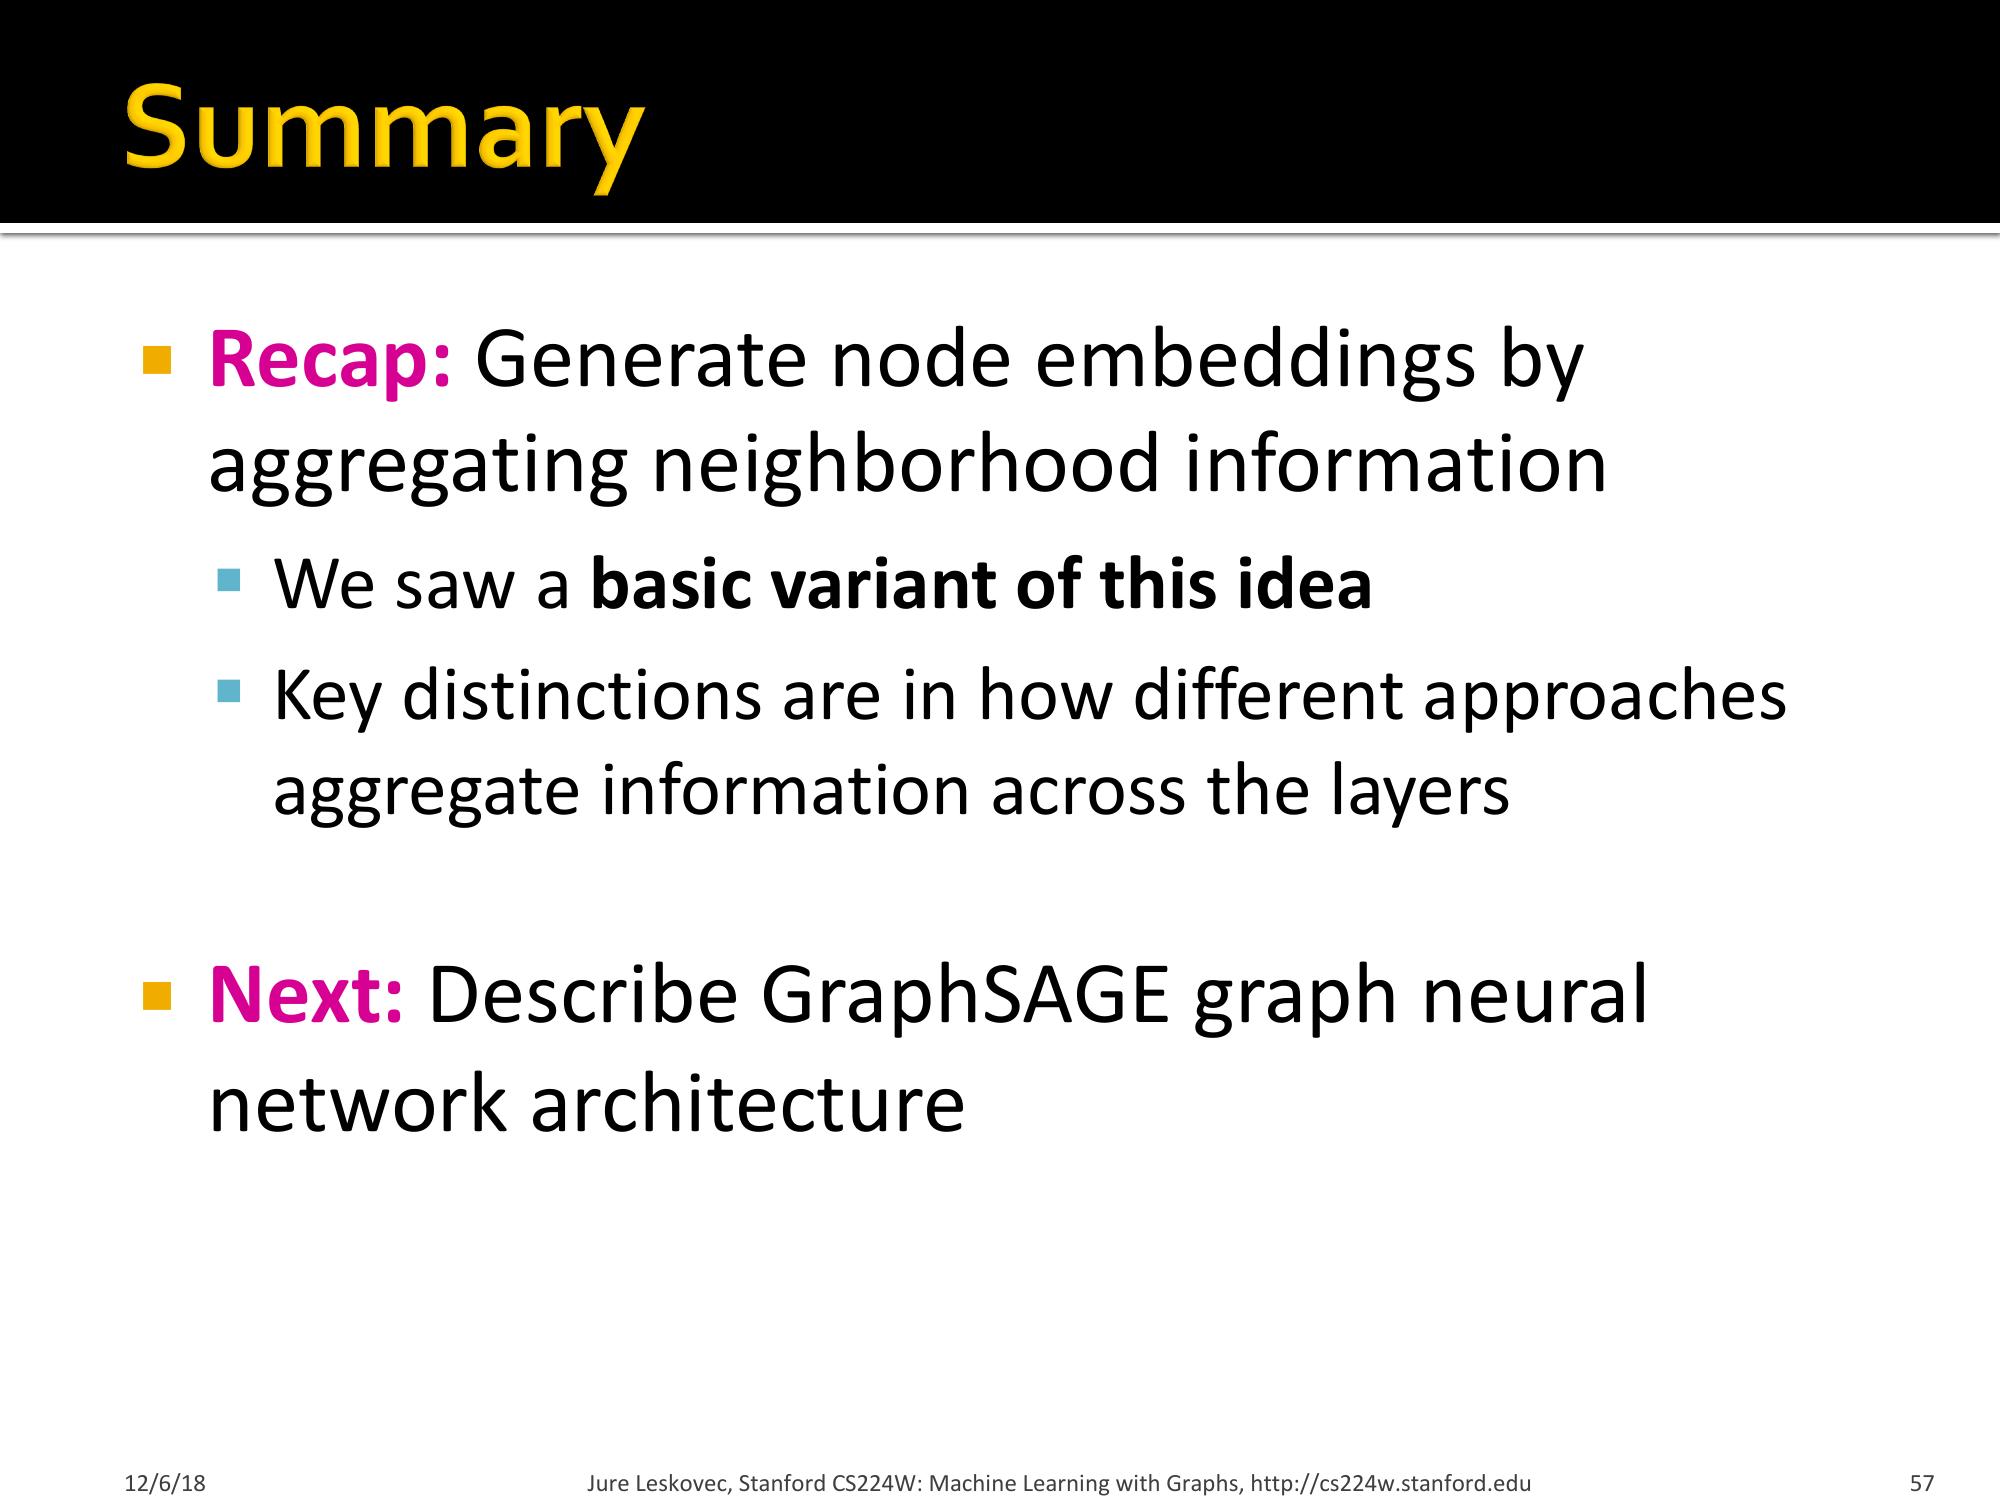 Summary
Recap: Generate node embeddings by
aggregating neighborhood information
We saw a basic variant of this idea
Key distinctions are in how different approaches
aggregate information across the layers
Next: Describe GraphSAGE graph neural
network architecture
12/6/18
Jure Leskovec, Stanford CS224W: Machine Learning with Graphs, http://cs224w.stanford.edu
57